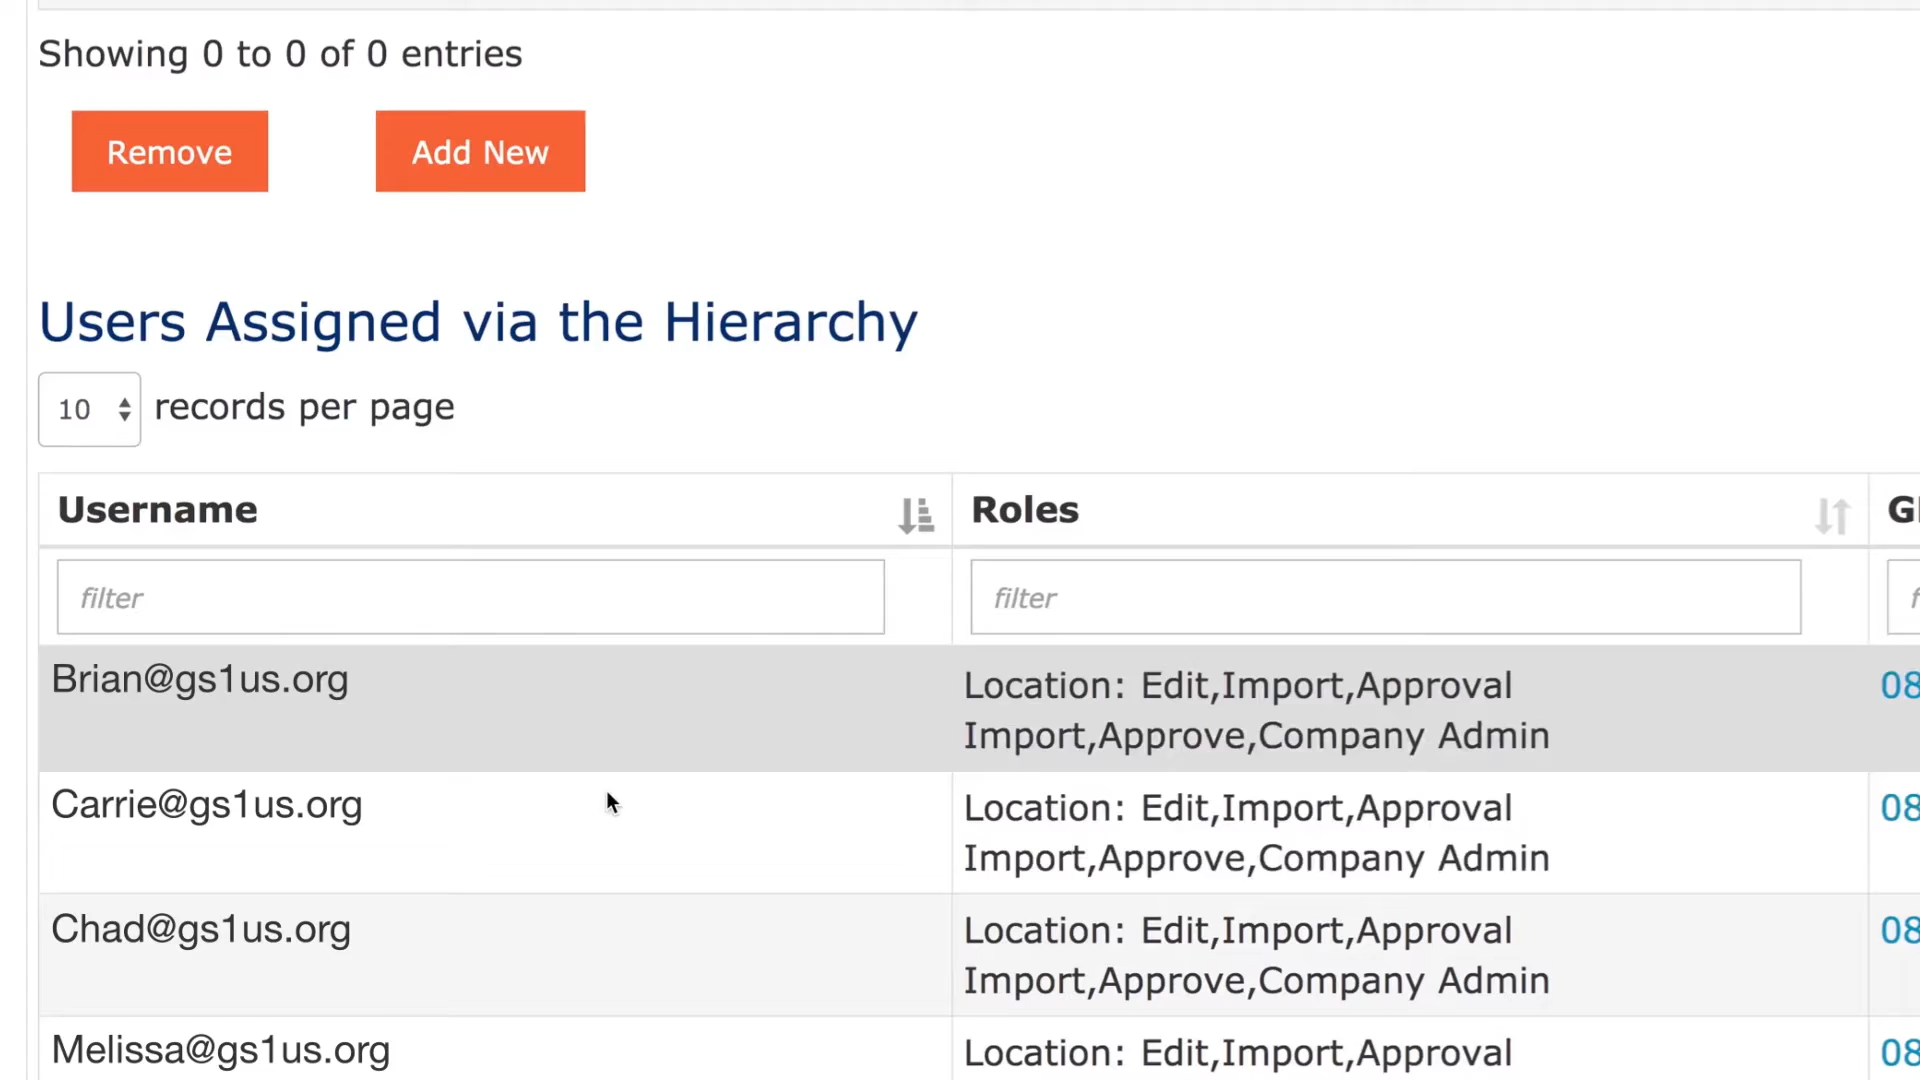 Showing 0 to 0 of 0 entries
Remove Add New
Users Assigned via the Hierarchy
10 records per page
Username Roles
filter filter
Brian@gs1us.org Location: Edit,Import,Approval 08
Import,Approve,Company Admin
Carrie@gs1us.org Location: Edit,Import,Approval 08
Import,Approve,Company Admin
Chad@gs1us.org Location: Edit,Import,Approval 08
Import,Approve,Company Admin
Melissa@gs1us.org Location: Edit,Import,Approval 08